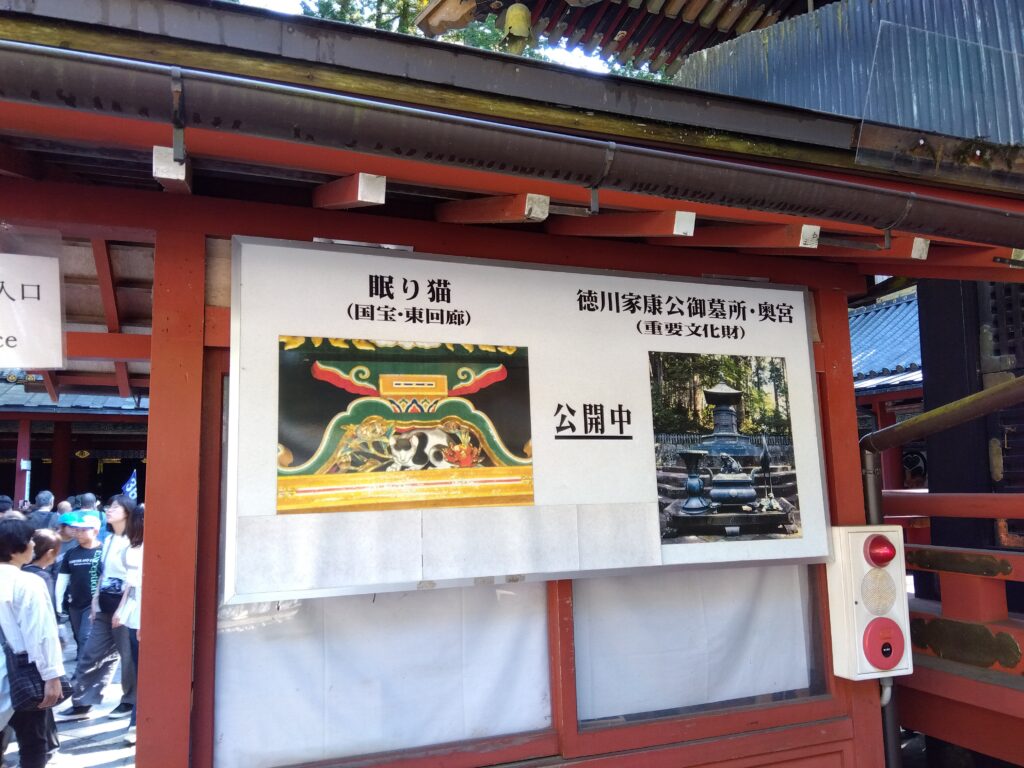 入口
ce
眠り猫
(国宝・東回廊)
徳川家康公御墓所・奥宮
(重要文化財)
公開中